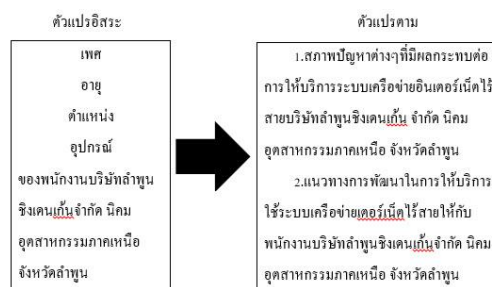 ตัวแปรอิสระ
เพศ
อายุ
ตำแหน่ง
อุปกรณ์
ของพนักงานบริษัทลำพูน
ชิงเดนเก้นจำกัด นิคม
อุตสาหกรรมภาคเหนือ
จังหวัดลำพูน
ตัวแปรตาม
1.สภาพปัญหาต่างๆที่มีผลกระทบต่อ
การให้บริการระบบเครือข่ายอินเตอร์เน็ตไร้
สายบริษัทลำพูนชิงเดนเก้น จำกัด นิคม
อุตสาหกรรมภาคเหนือ จังหวัดลำพูน
2.แนวทางการพัฒนาในการให้บริการ
ใช้ระบบเครือข่ายเตอร์เน็ตไร้สายให้กับ
พนักงานบริษัทลำพูนชิงเดนเก้นจำกัด นิคม
อุตสาหกรรมภาคเหนือ จังหวัดลำพูน